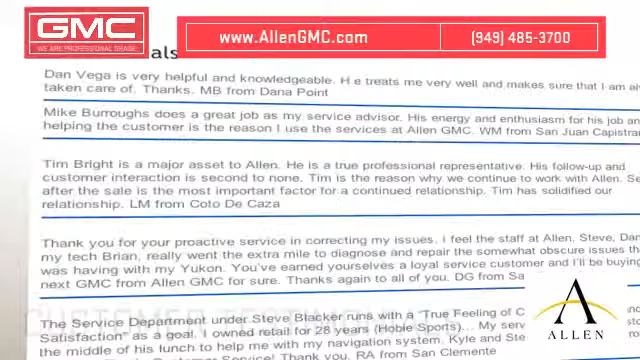 GMC
WE ARE PROFESSIONAL GRADE
www.AllenGMC.com
(949) 485-3700
als
Dan Vega is very helpful and knowledgeable. He treats me very well and makes sure that I am alw
taken care of. Thanks. MB from Dana Point
Mike Burroughs does a great job as my service advisor. His energy and enthusiasm for his job an
helping the customer is the reason I use the services at Allen GMC. WM from San Juan Capistran
Tim Bright is a major asset to Allen. He is a true professional representative. His follow-up and
customer interaction is second to none. Tim is the reason why we continue to work with Allen. Se
after the sale is the most important factor for a continued relationship. Tim has solidified our
relationship. LM from Coto De Caza
Thank you for your proactive service in correcting my issues. I feel the staff at Allen, Steve, Dan
my tech Brian, really went the extra mile to diagnose and repair the somewhat obscure issues tha
was having with my Yukon. You've earned yourselves a loyal service customer and I'll be buying
next GMC from Allen GMC for sure. Thanks again to all of you. DG from Sa
The Service Department under Steve Blacker runs with a "True Feeling of C
Satisfaction" as a goal. I owned retail for 28 years (Hobie Sports)... My serv
the middle of his lunch to help me with my navigation system. Kyle and Ste
Customer Service! Thank you. RA from San Clemente
A
ALLEN